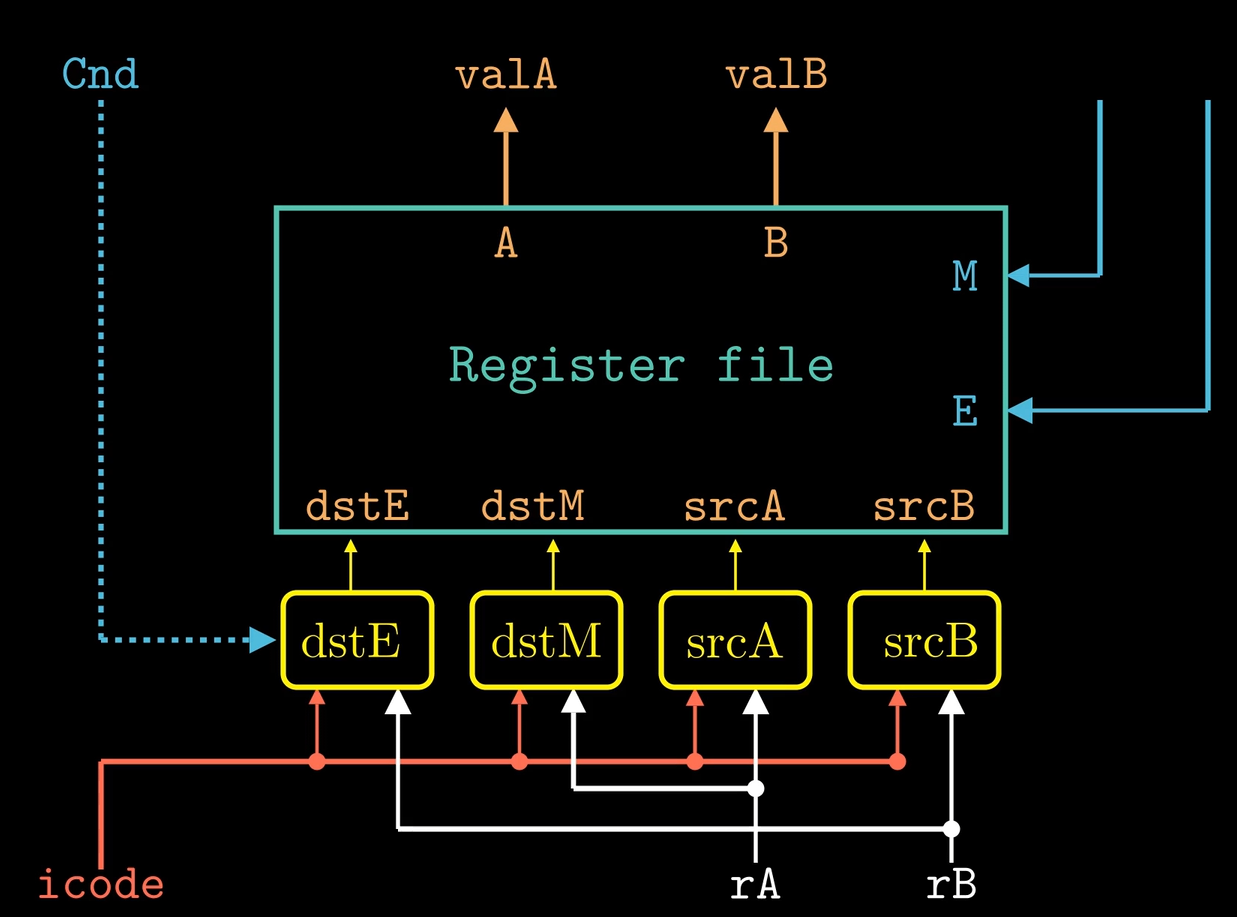 Cnd
valA
valB
A
B
M
Register file
E
dstE
dstM
srcA
srcB
dstE
dstM
srcA
srcB
icode
rA
rB